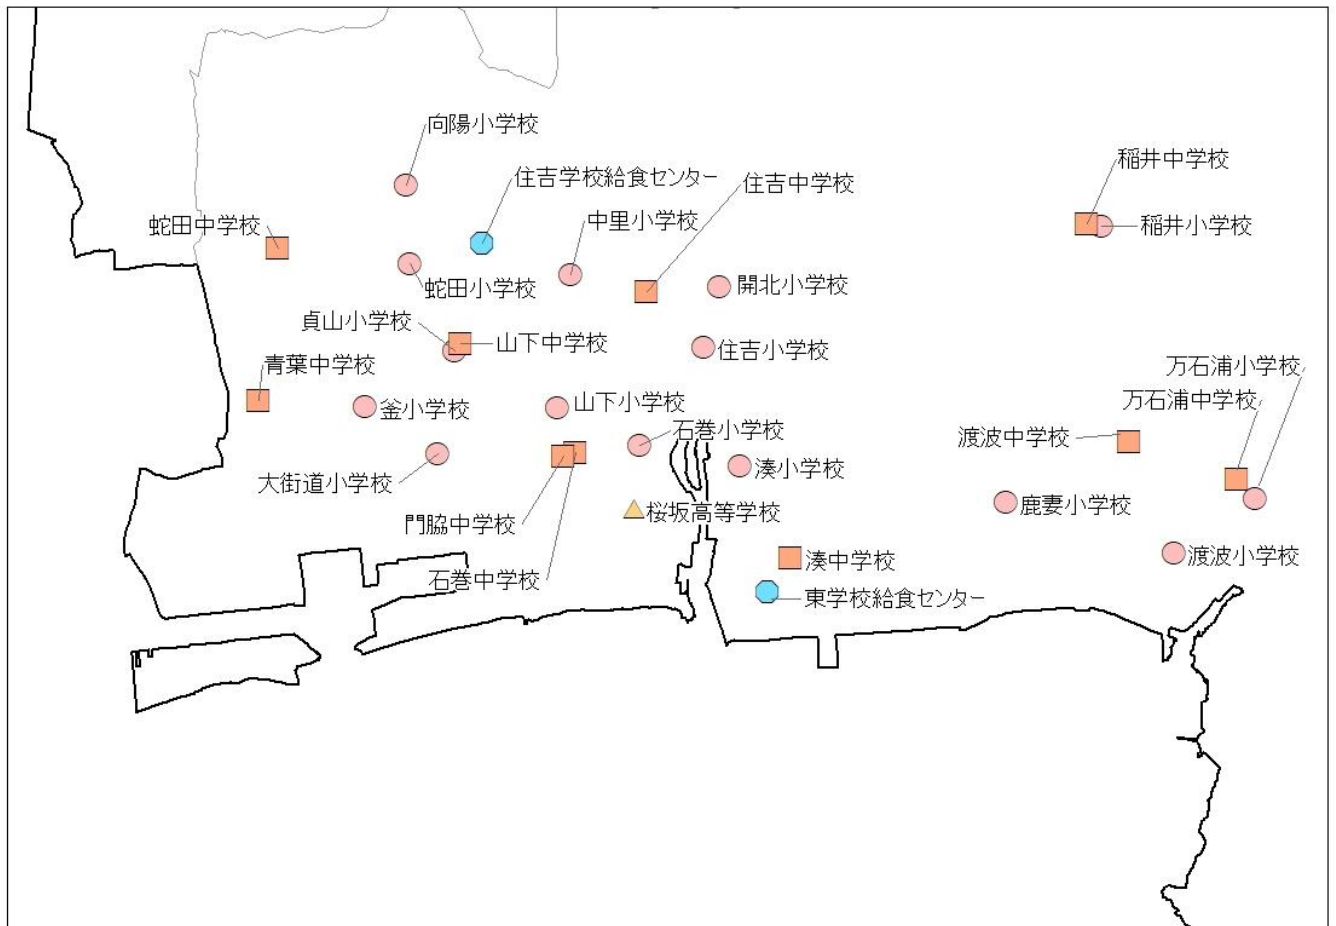 向陽小学校
稲井中学校
住吉学校給食センター
住吉中学校
蛇田中学校
中里小学校
稲井小学校
蛇田小学校
開北小学校
貞山小学校
山下中学校
住吉小学校
青葉中学校
万石浦小学校
万石浦中学校
釜小学校
山下小学校
石巻小学校
渡波中学校
湊小学校
大街道小学校
鹿妻小学校
桜坂高等学校
門脇中学校
渡波小学校
湊中学校
石巻中学校
東学校給食センター